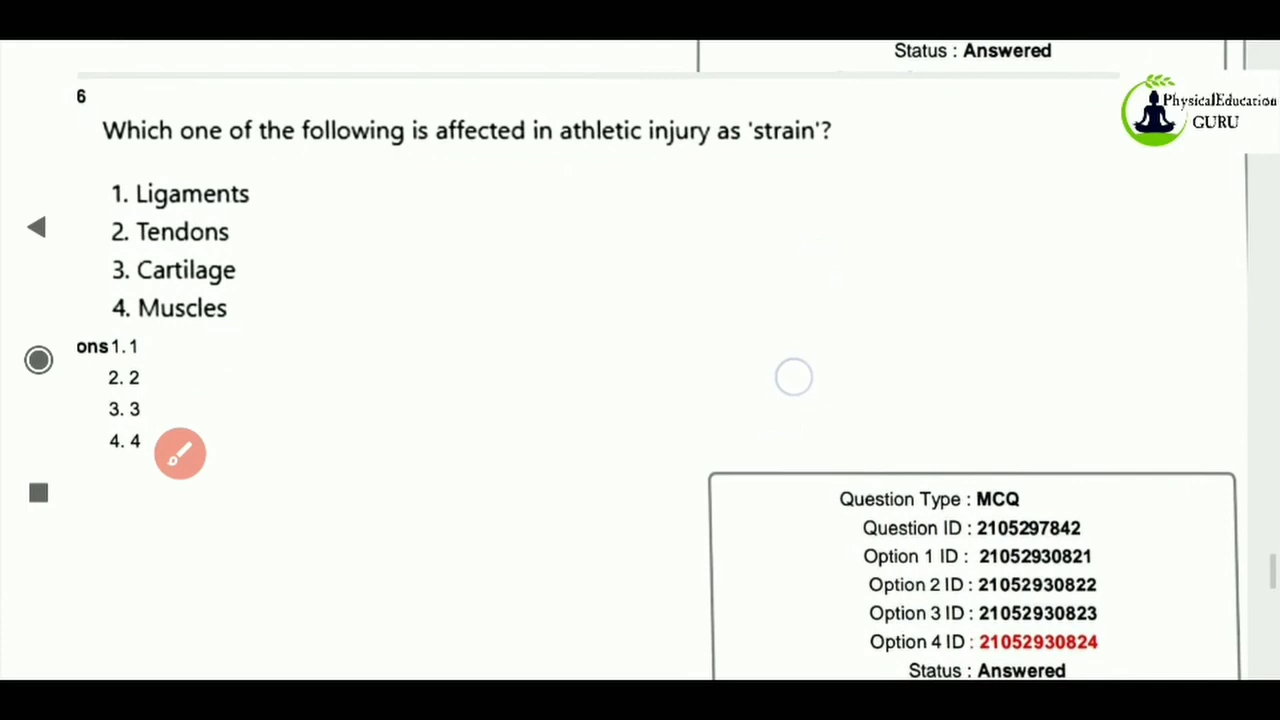 Status : Answered
PhysicalEducation
GURU
6
Which one of the following is affected in athletic injury as 'strain'?
1. Ligaments
2. Tendons
3. Cartilage
4. Muscles
ons 1. 1
2. 2
3. 3
4. 4
Question Type : MCQ
Question ID : 2105297842
Option 1 ID : 21052930821
Option 2 ID : 21052930822
Option 3 ID : 21052930823
Option 4 ID : 21052930824
Status : Answered